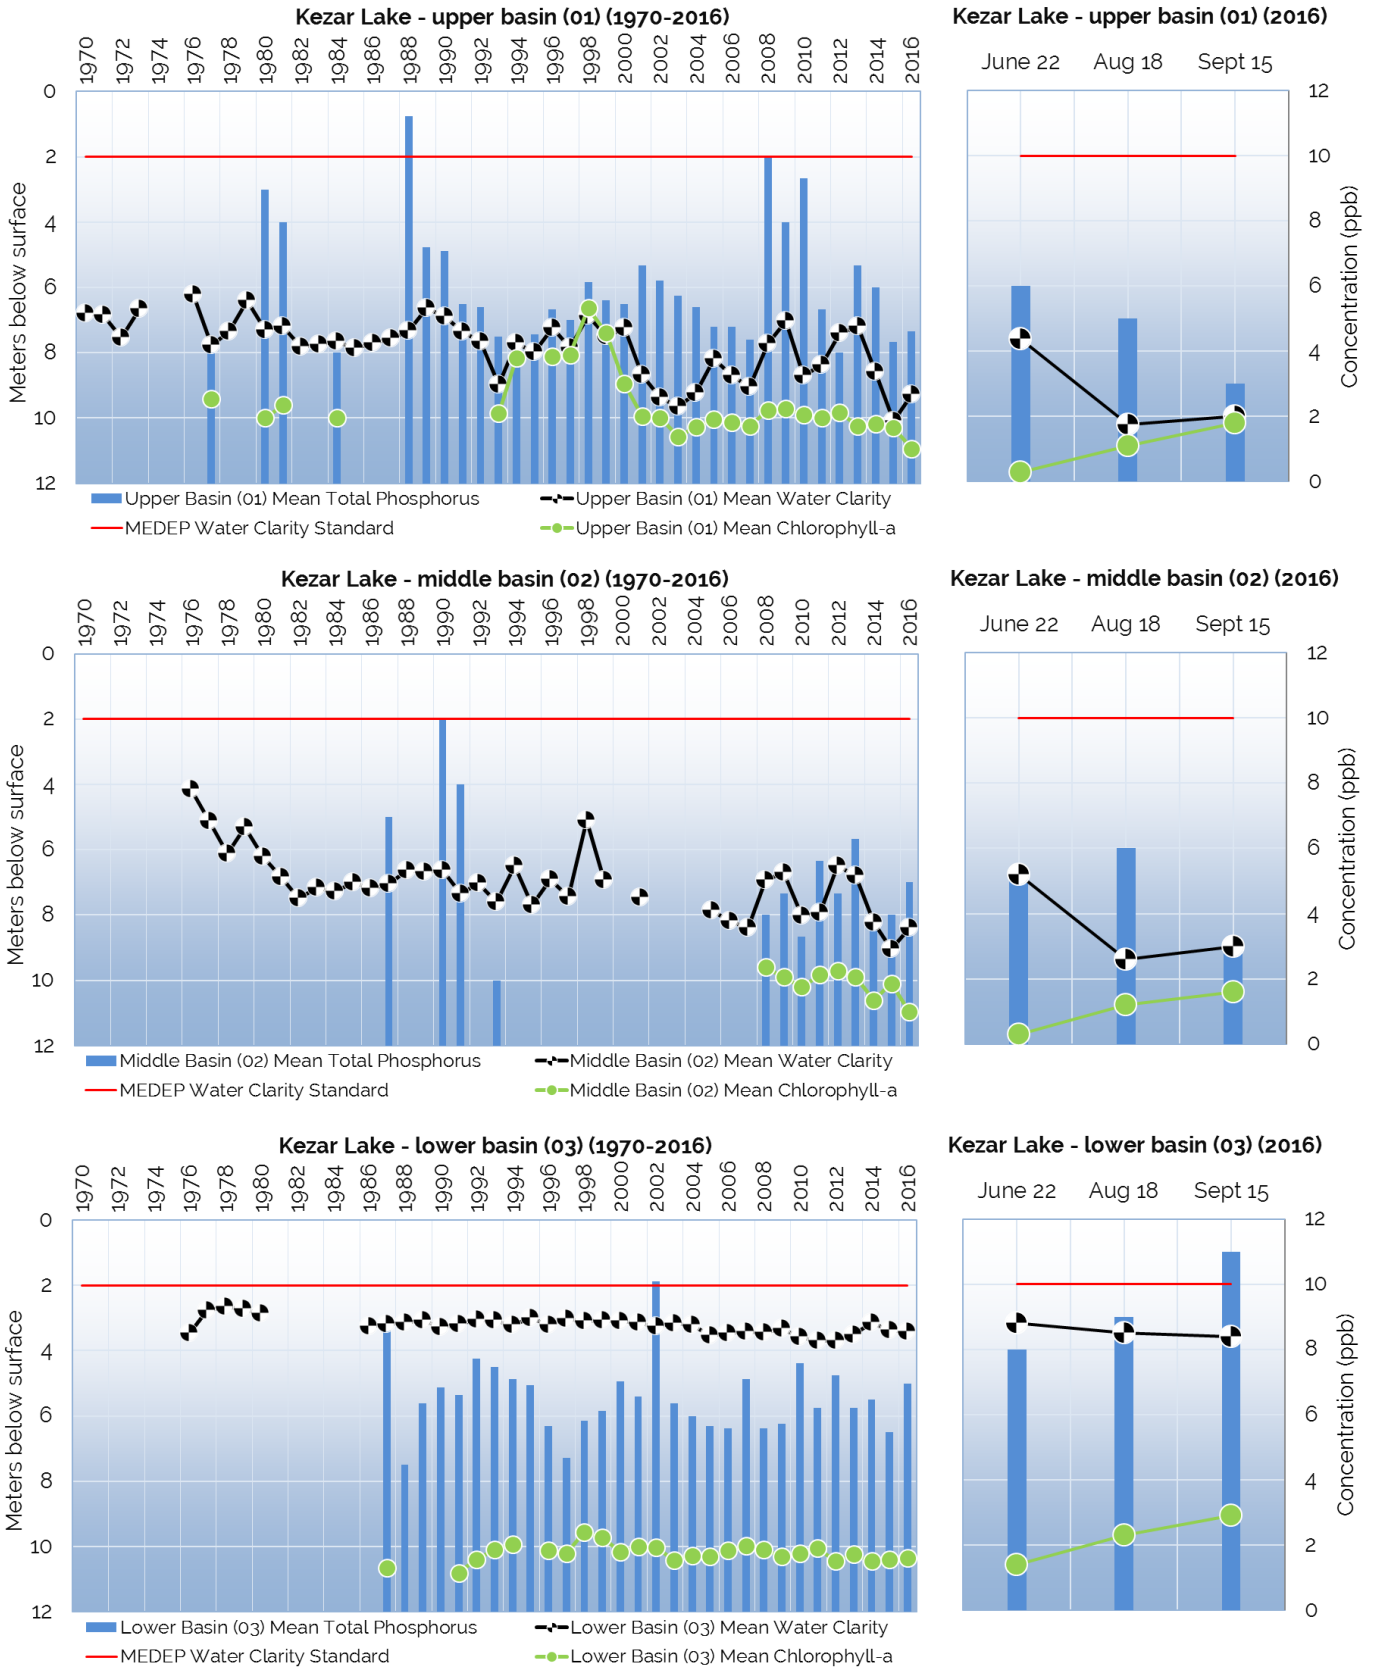 Kezar Lake - upper basin (01) (1970-2016)
1970 1972 1974 1976 1978 1980 1982 1984 1986 1988 1990 1992 1994 1996 1998 2000 2002 2004 2006 2008 2010 2012 2014 2016
Meters below surface
0
2
4
6
8
10
12
Upper Basin (01) Mean Total Phosphorus
Upper Basin (01) Mean Water Clarity
MEDEP Water Clarity Standard
Upper Basin (01) Mean Chlorophyll-a
Kezar Lake - upper basin (01) (2016)
June 22 Aug 18 Sept 15
12
10
8
6
4
2
0
Concentration (ppb)
Kezar Lake - middle basin (02) (1970-2016)
1970 1972 1974 1976 1978 1980 1982 1984 1986 1988 1990 1992 1994 1996 1998 2000 2002 2004 2006 2008 2010 2012 2014 2016
Meters below surface
0
2
4
6
8
10
12
Middle Basin (02) Mean Total Phosphorus
Middle Basin (02) Mean Water Clarity
MEDEP Water Clarity Standard
Middle Basin (02) Mean Chlorophyll-a
Kezar Lake - middle basin (02) (2016)
June 22 Aug 18 Sept 15
12
10
8
6
4
2
0
Concentration (ppb)
Kezar Lake - lower basin (03) (1970-2016)
1970 1972 1974 1976 1978 1980 1982 1984 1986 1988 1990 1992 1994 1996 1998 2000 2002 2004 2006 2008 2010 2012 2014 2016
Meters below surface
0
2
4
6
8
10
12
Lower Basin (03) Mean Total Phosphorus
Lower Basin (03) Mean Water Clarity
MEDEP Water Clarity Standard
Lower Basin (03) Mean Chlorophyll-a
Kezar Lake - lower basin (03) (2016)
June 22 Aug 18 Sept 15
12
10
8
6
4
2
0
Concentration (ppb)